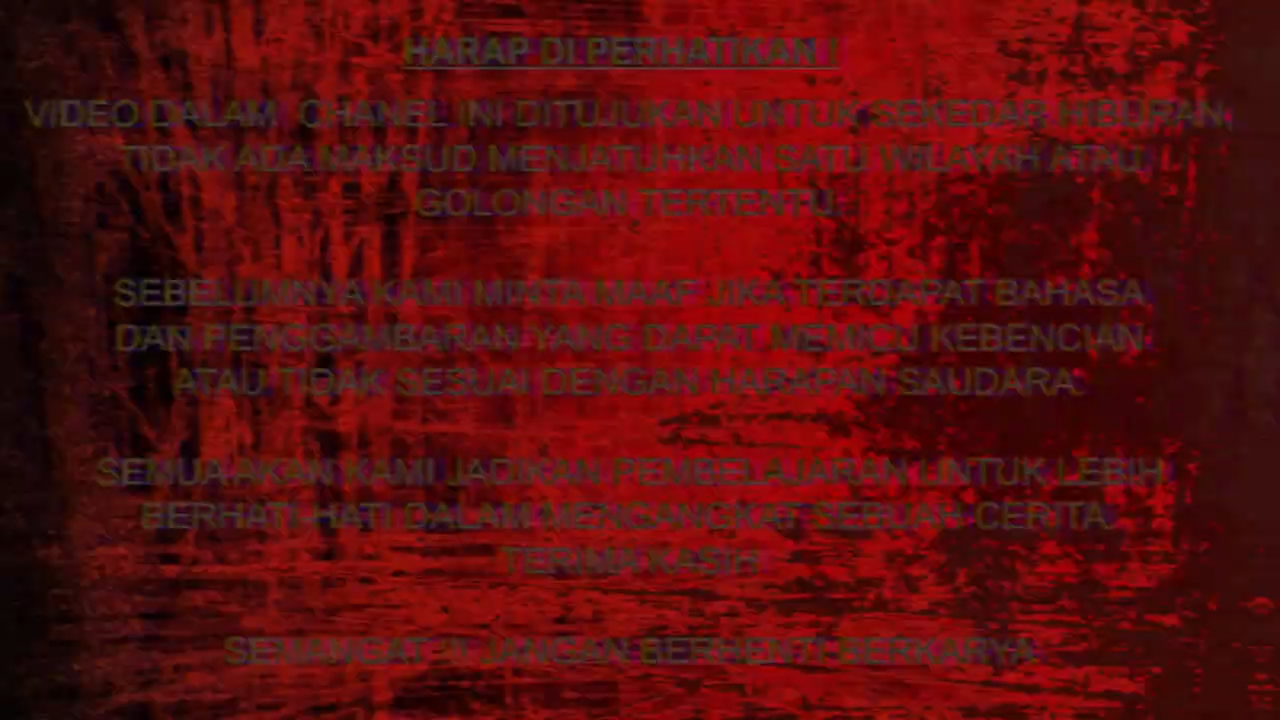 HARAP DI PERHATIKAN !
VIDEO DALAM CHANEL INI DITUJUKAN UNTUK SEKEDAR HIBURAN,
TIDAK ADA MAKSUD MENJATUHKAN SATU WILAYAH ATAU
GOLONGAN TERTENTU.
SEBELUMNYA KAMI MINTA MAAF JIKA TERDAPAT BAHASA
DAN PENGGAMBARAN YANG DAPAT MEMICU KEBENCIAN
ATAU TIDAK SESUAI DENGAN HARAPAN SAUDARA.
SEMUA AKAN KAMI JADIKAN PEMBELAJARAN UNTUK LEBIH
BERHATI-HATI DALAM MENGANGKAT SEBUAH CERITA.
TERIMA KASIH
SEMANGAT !!! JANGAN BERHENTI BERKARYA